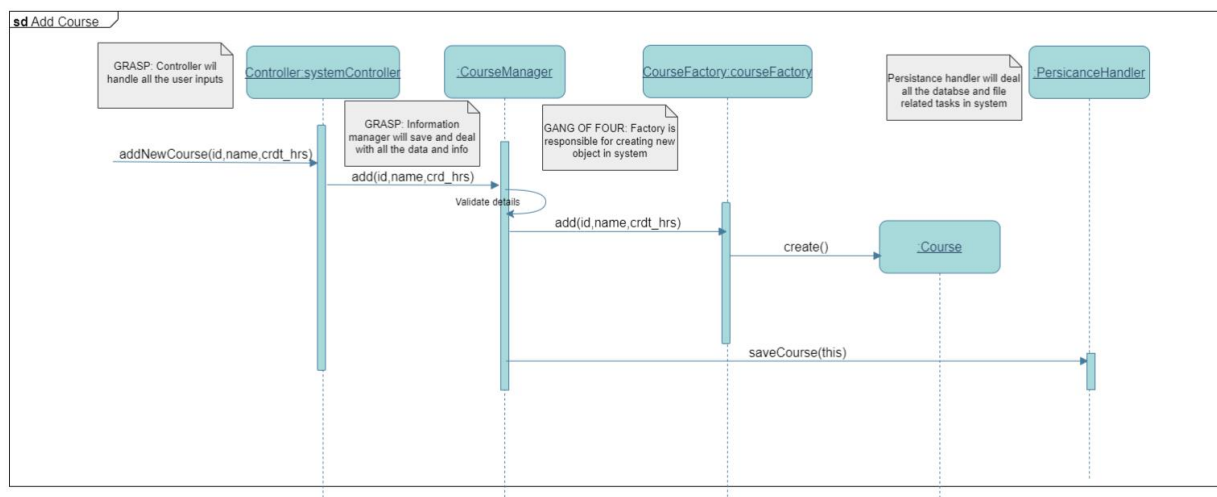 sd Add Course
GRASP: Controller wil
handle all the user inputs
Controller:systemController
:CourseManager
CourseFactory:courseFactory
Persistance handler will deal
all the databse and file
related tasks in system
:PersicanceHandler
GRASP: Information
manager will save and deal
with all the data and info
GANG OF FOUR: Factory is
responsible for creating new
object in system
addNewCourse(id,name,crdt_hrs)
add(id,name,crd_hrs)
Validate details
add(id,name,crdt_hrs)
create()
:Course
saveCourse(this)